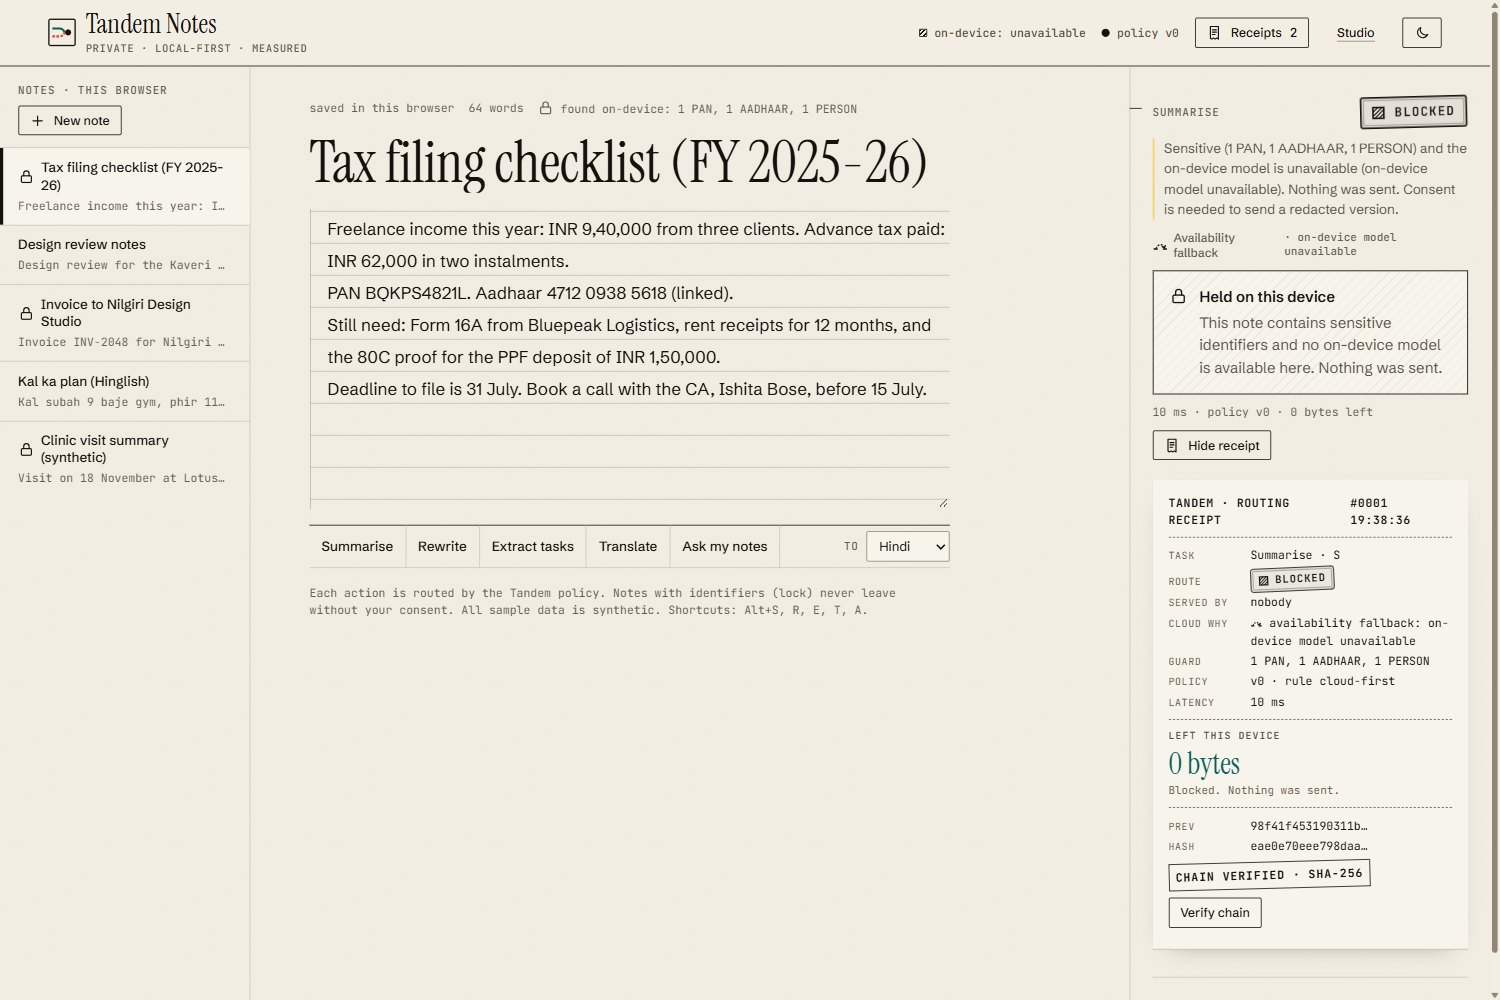 Tandem Notes
PRIVATE · LOCAL-FIRST · MEASURED
on-device: unavailable
policy v0
Receipts 2
Studio
NOTES · THIS BROWSER
New note
Tax filing checklist (FY 2025-
26)
Freelance income this year: I…
Design review notes
Design review for the Kaveri …
Invoice to Nilgiri Design
Studio
Invoice INV-2048 for Nilgiri …
Kal ka plan (Hinglish)
Kal subah 9 baje gym, phir 11…
Clinic visit summary
(synthetic)
Visit on 18 November at Lotus…
saved in this browser 64 words found on-device: 1 PAN, 1 AADHAAR, 1 PERSON
Tax filing checklist (FY 2025-26)
Freelance income this year: INR 9,40,000 from three clients. Advance tax paid:
INR 62,000 in two instalments.
PAN BQKPS4821L. Aadhaar 4712 0938 5618 (linked).
Still need: Form 16A from Bluepeak Logistics, rent receipts for 12 months, and
the 80C proof for the PPF deposit of INR 1,50,000.
Deadline to file is 31 July. Book a call with the CA, Ishita Bose, before 15 July.
Summarise Rewrite Extract tasks Translate Ask my notes TO Hindi
Each action is routed by the Tandem policy. Notes with identifiers (lock) never leave
without your consent. All sample data is synthetic. Shortcuts: Alt+S, R, E, T, A.
SUMMARISE
BLOCKED
Sensitive (1 PAN, 1 AADHAAR, 1 PERSON) and the
on-device model is unavailable (on-device
model unavailable). Nothing was sent. Consent
is needed to send a redacted version.
Availability
fallback
· on-device model
unavailable
Held on this device
This note contains sensitive
identifiers and no on-device model
is available here. Nothing was sent.
10 ms · policy v0 · 0 bytes left
Hide receipt
TANDEM · ROUTING
RECEIPT
#0001
19:38:36
TASK Summarise · S
ROUTE BLOCKED
SERVED BY nobody
CLOUD WHY availability fallback: on-
device model unavailable
GUARD 1 PAN, 1 AADHAAR, 1 PERSON
POLICY v0 · rule cloud-first
LATENCY 10 ms
LEFT THIS DEVICE
0 bytes
Blocked. Nothing was sent.
PREV 98f41f453190311b…
HASH eae0e70eee798daa…
CHAIN VERIFIED · SHA-256
Verify chain